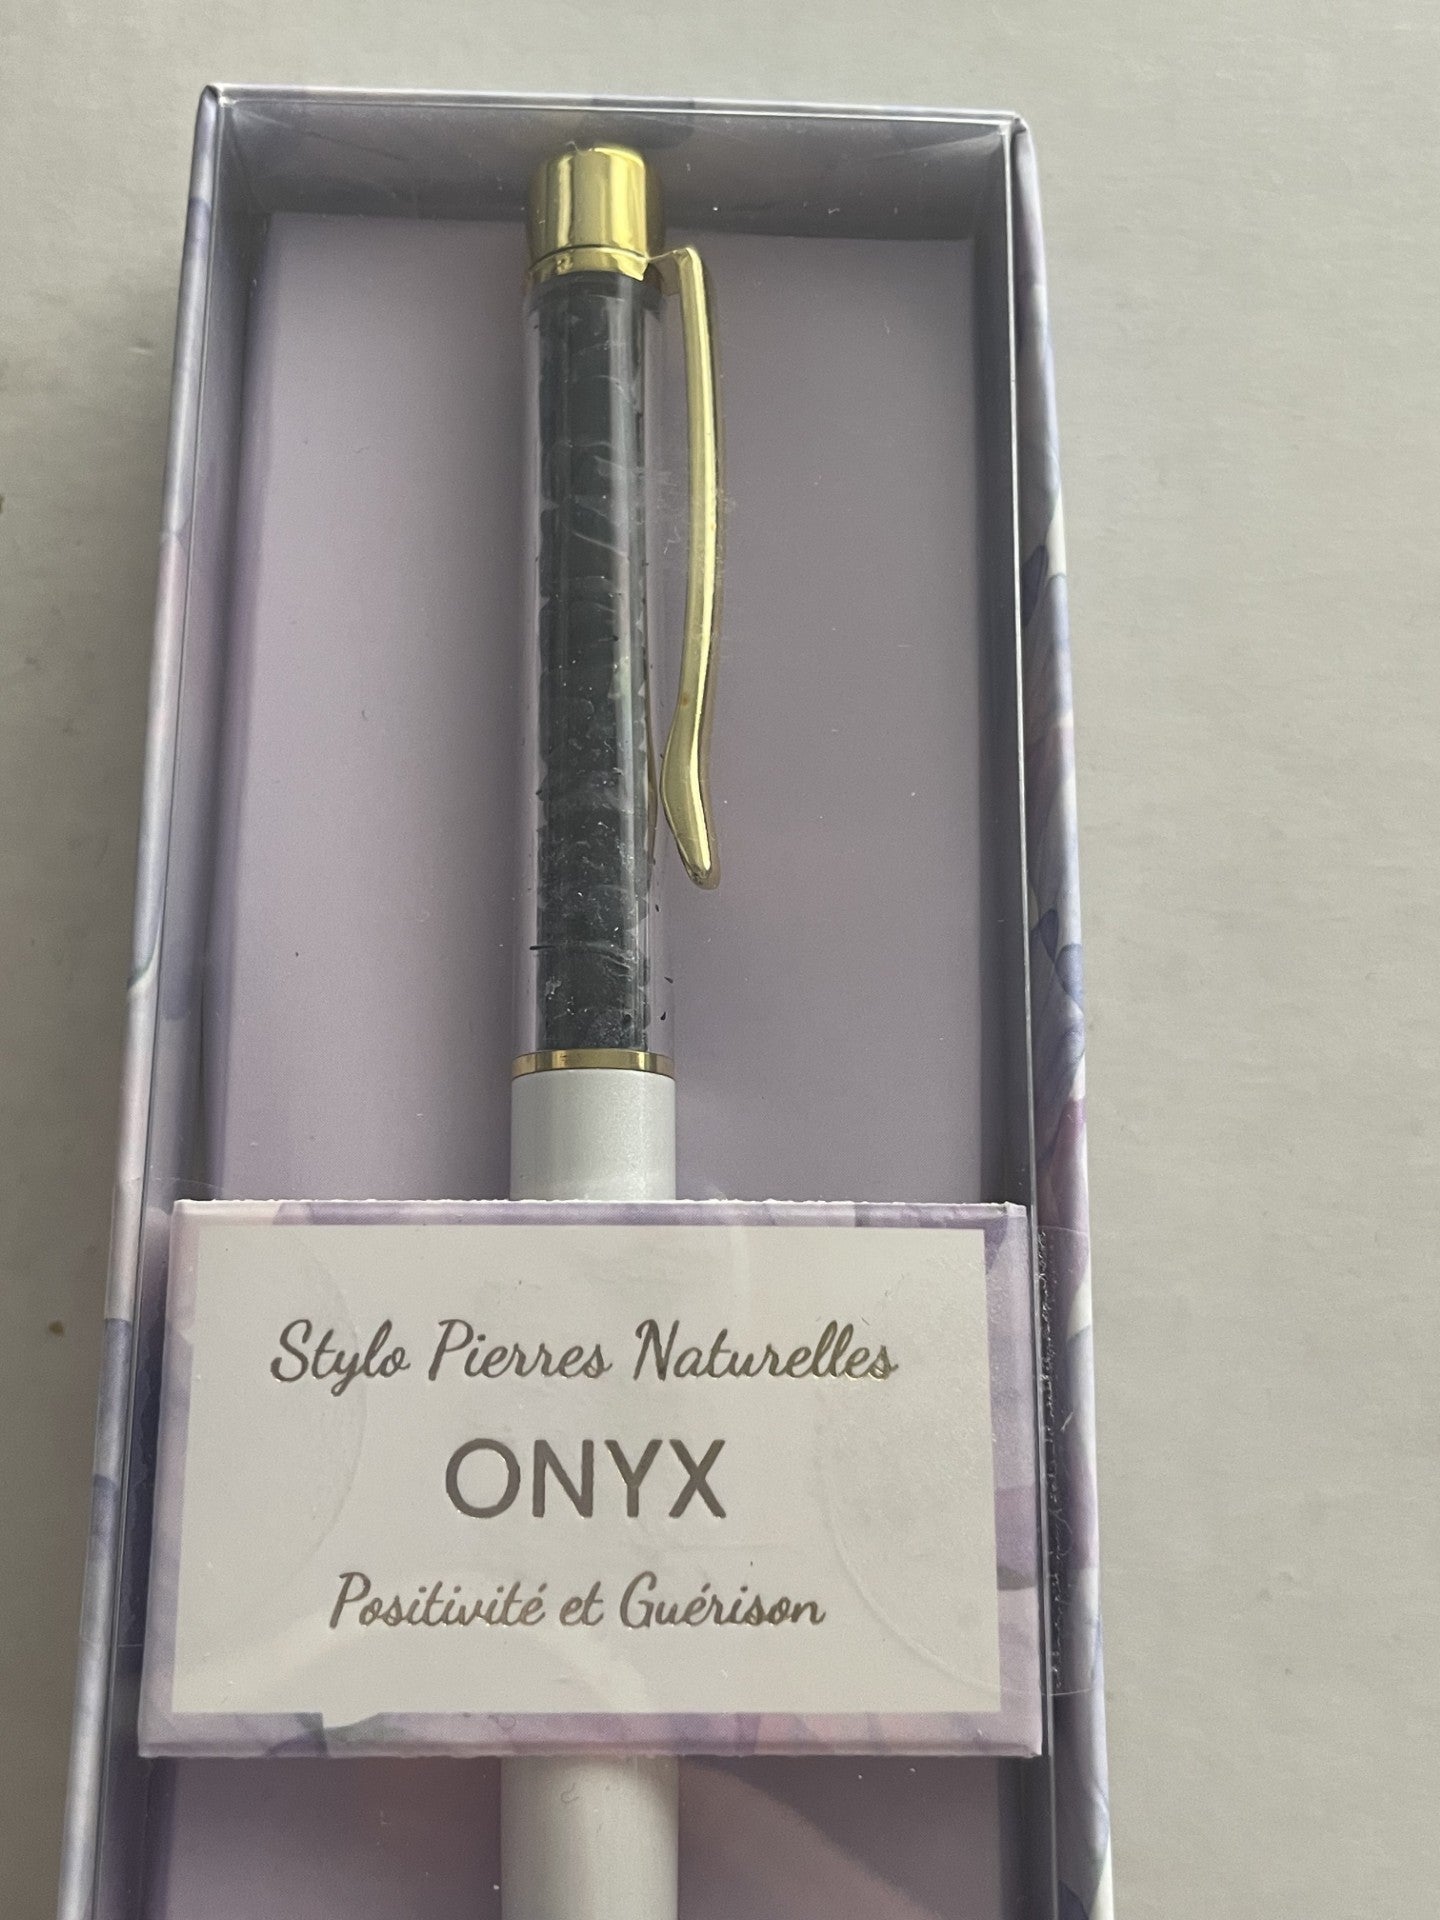 Stylo Pierres Naturelles
ONYX
Positivité et Guérison